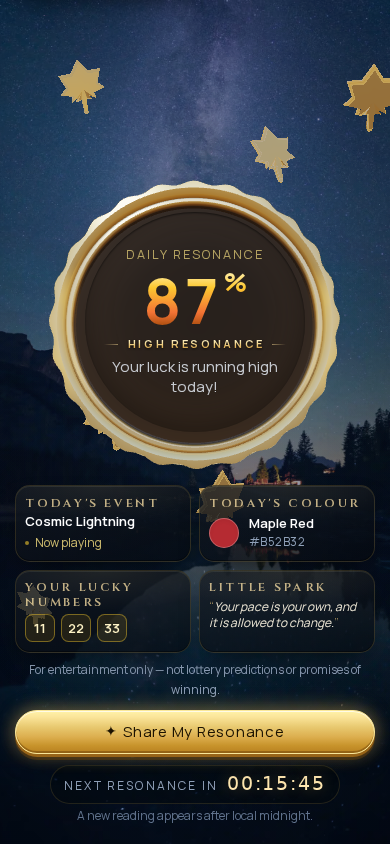 DAILY RESONANCE
87%
HIGH RESONANCE
Your luck is running high
today!
TODAY'S EVENT
Cosmic Lightning
Now playing
TODAY'S COLOUR
Maple Red
#B52B32
YOUR LUCKY
NUMBERS
11 22 33
LITTLE SPARK
"Your pace is your own, and
it is allowed to change."
For entertainment only — not lottery predictions or promises of
winning.
✦ Share My Resonance
NEXT RESONANCE IN 00:15:45
A new reading appears after local midnight.